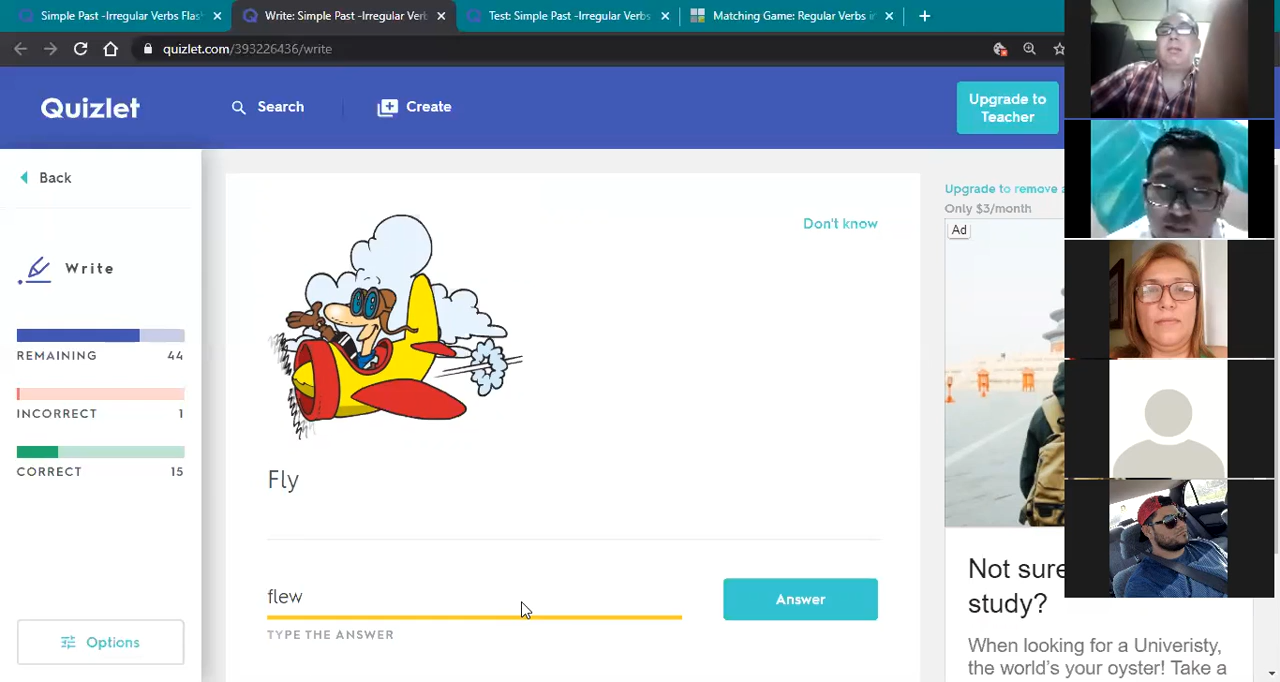 Simple Past -Irregular Verbs Flas
Write: Simple Past -Irregular Verb
Test: Simple Past -Irregular Verbs
Matching Game: Regular Verbs in
quizlet.com/393226436/write
Quizlet
Search
Create
Upgrade to
Teacher
Back
Write
REMAINING 44
INCORRECT 1
CORRECT 15
Options
Don't know
Fly
flew
TYPE THE ANSWER
Answer
Upgrade to remove
Only $3/month
Ad
Not sure
study?
When looking for a Univeristy,
the world's your oyster! Take a